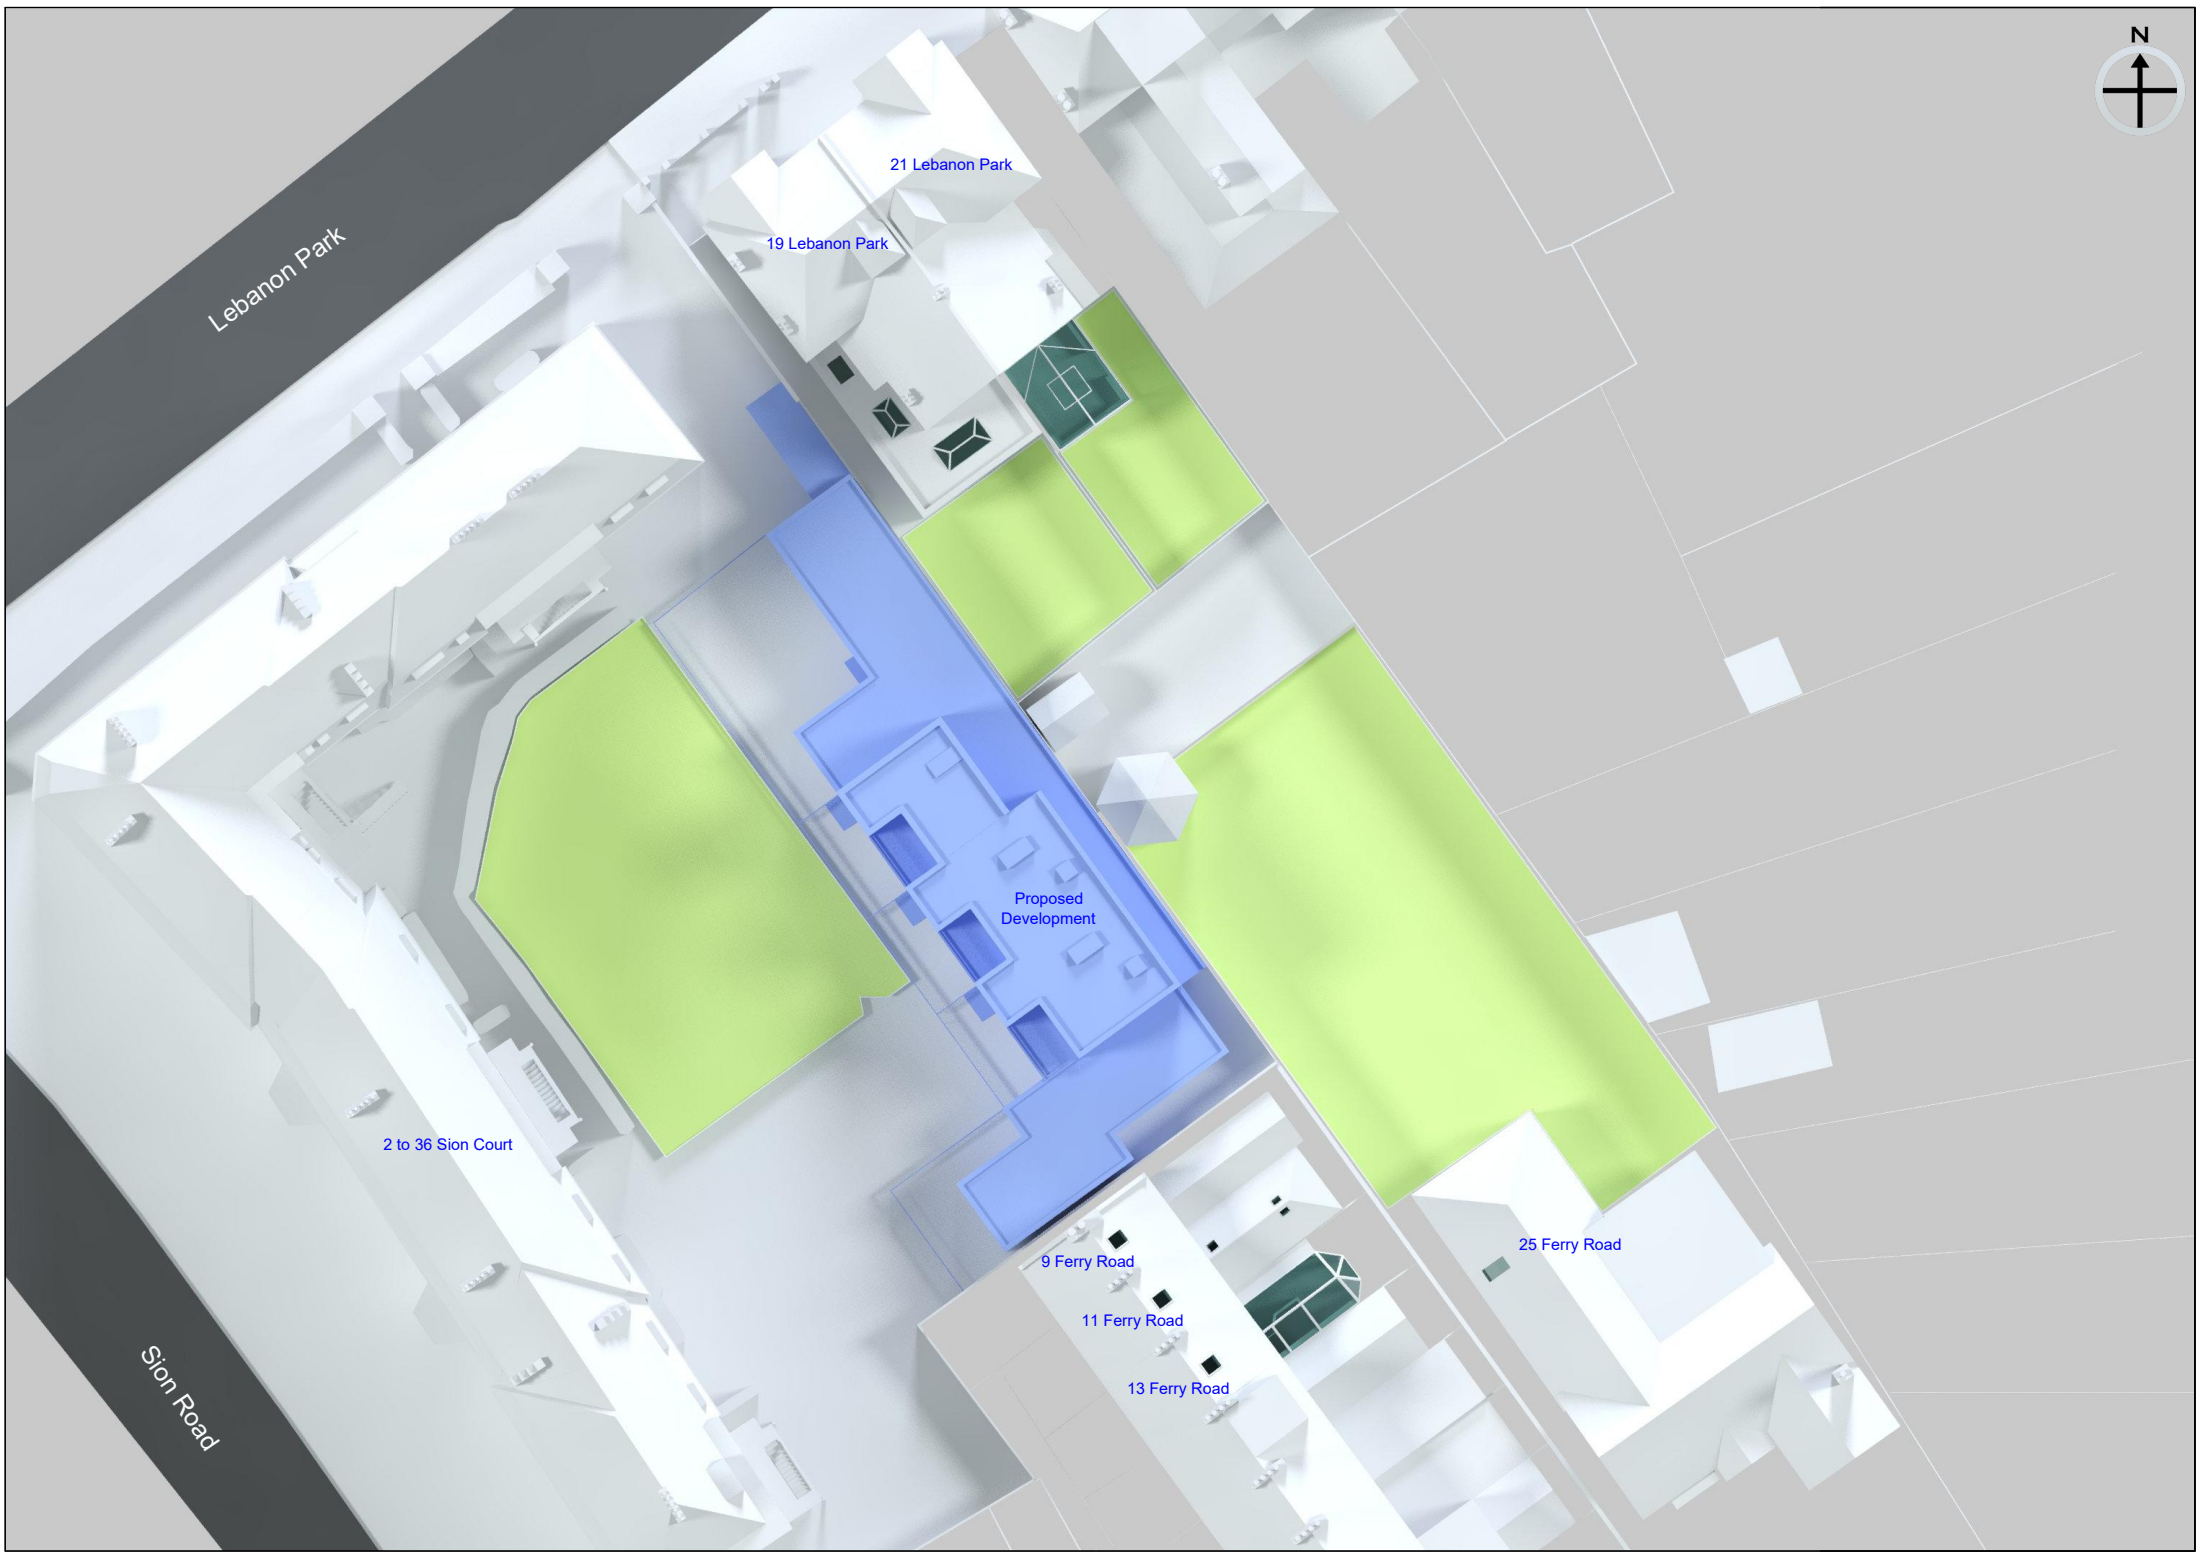 N
21 Lebanon Park
19 Lebanon Park
Lebanon Park
Proposed
Development
2 to 36 Sion Court
25 Ferry Road
9 Ferry Road
11 Ferry Road
13 Ferry Road
Sion Road